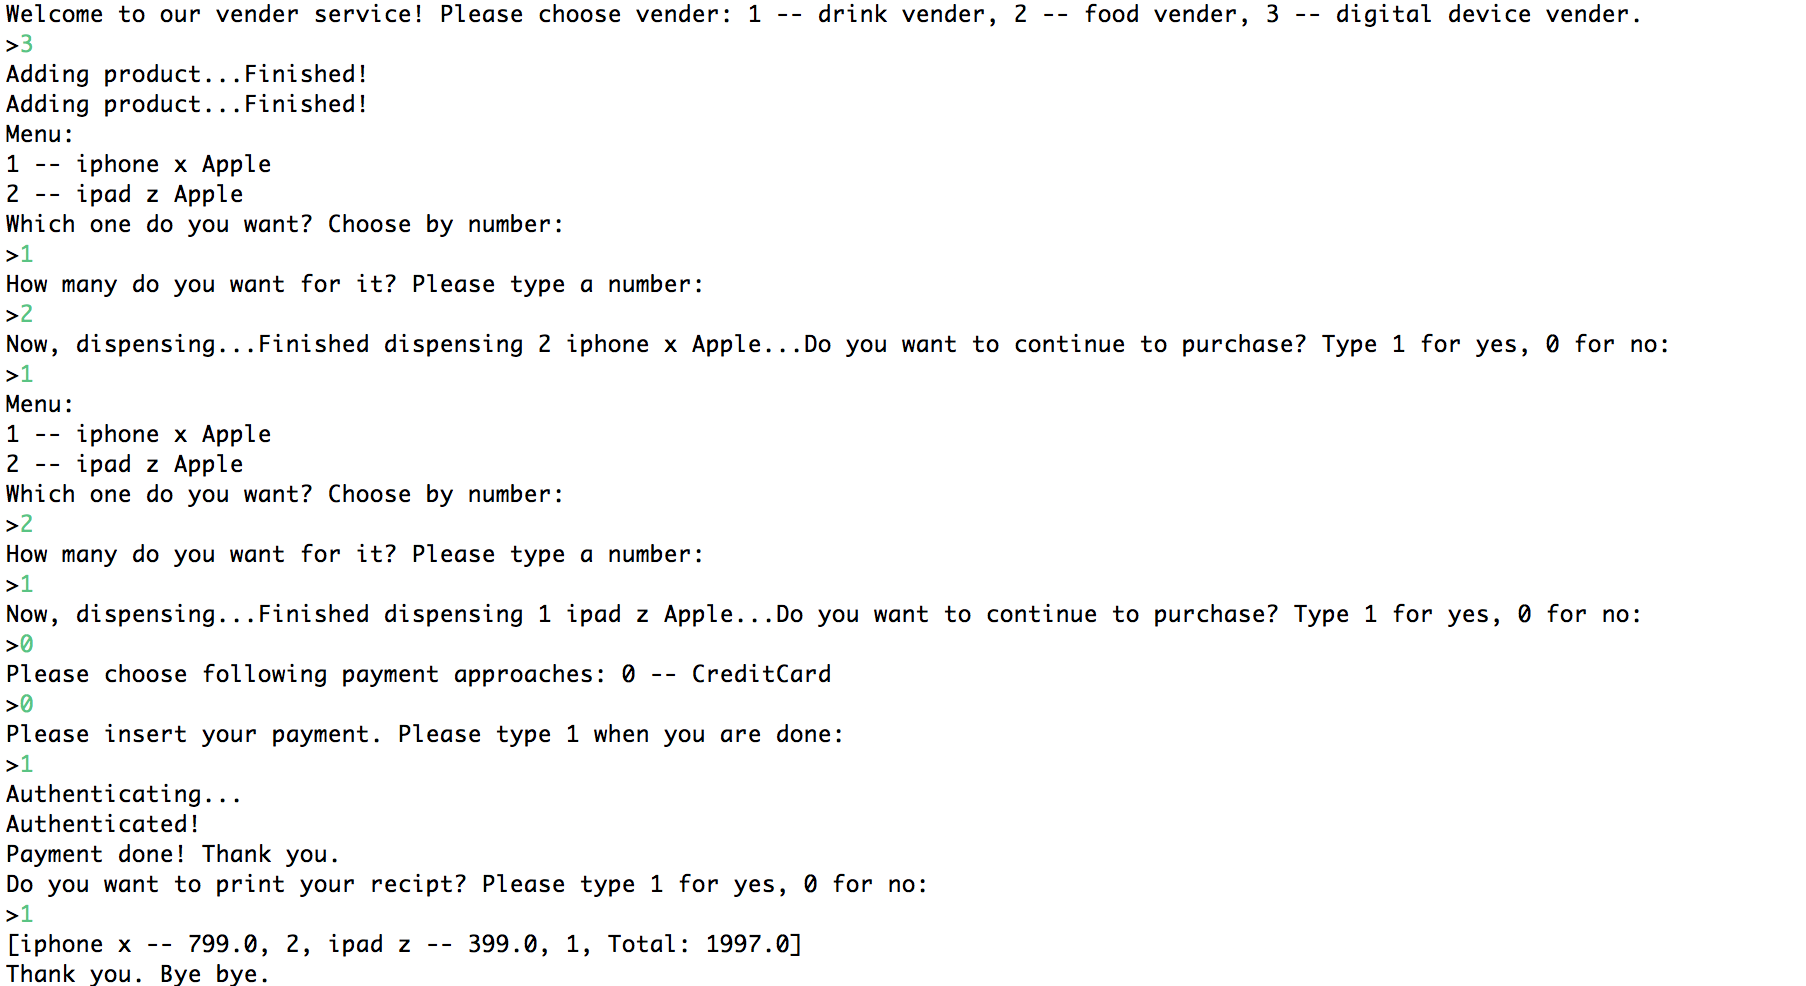 Welcome to our vender service! Please choose vender: 1 -- drink vender, 2 -- food vender, 3 -- digital device vender.
>3
Adding product...Finished!
Adding product...Finished!
Menu:
1 -- iphone x Apple
2 -- ipad z Apple
Which one do you want? Choose by number:
>1
How many do you want for it? Please type a number:
>2
Now, dispensing...Finished dispensing 2 iphone x Apple...Do you want to continue to purchase? Type 1 for yes, 0 for no:
>1
Menu:
1 -- iphone x Apple
2 -- ipad z Apple
Which one do you want? Choose by number:
>2
How many do you want for it? Please type a number:
>1
Now, dispensing...Finished dispensing 1 ipad z Apple...Do you want to continue to purchase? Type 1 for yes, 0 for no:
>0
Please choose following payment approaches: 0 -- CreditCard
>0
Please insert your payment. Please type 1 when you are done:
>1
Authenticating...
Authenticated!
Payment done! Thank you.
Do you want to print your recipt? Please type 1 for yes, 0 for no:
>1
[iphone x -- 799.0, 2, ipad z -- 399.0, 1, Total: 1997.0]
Thank you. Bye bye.